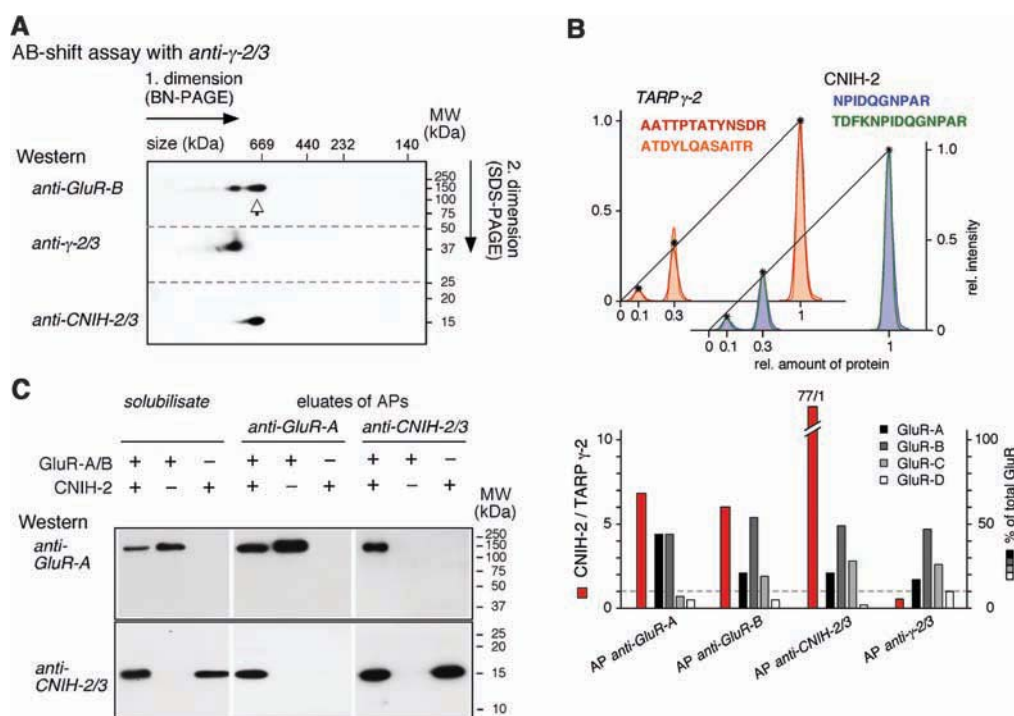 A
AB-shift assay with anti-γ-2/3
1. dimension
(BN-PAGE)
MW
(kDa)
size (kDa) 669 440 232 140
Western
anti-GluR-B
anti-γ-2/3
anti-CNIH-2/3
250
150
100
75
50
37
25
20
15
2. dimension
(SDS-PAGE)
B
TARP γ-2
AATTPTATYNSDR
ATDYLQASAITR
CNIH-2
NPIDQGNPAR
TDFKNPIDQGNPAR
1.0
0.5
0
0 0.1 0.3 1
1.0
0.5
0
rel. intensity
0 0.1 0.3 1
rel. amount of protein
77/1
10
5
0
CNIH-2 / TARP γ-2
GluR-A
GluR-B
GluR-C
GluR-D
100
50
0
% of total GluR
AP anti-GluR-A
AP anti-GluR-B
AP anti-CNIH-2/3
AP anti-γ-2/3
C
solubilisate
eluates of APs
anti-GluR-A anti-CNIH-2/3
GluR-A/B + + − + + − + + −
CNIH-2 + − + + − + + − +
MW
(kDa)
Western
anti-
GluR-A
250
150
100
75
50
37
anti-
CNIH-2/3
25
20
15
10